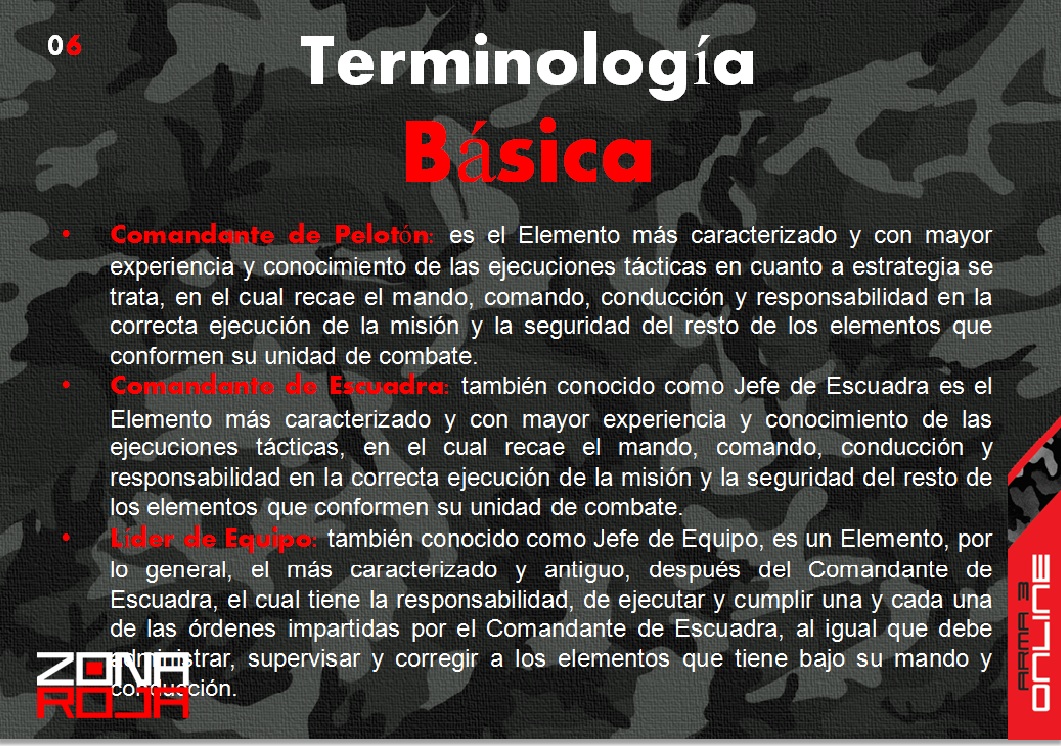 06
Terminología
Básica
• Comandante de Pelotón: es el Elemento más caracterizado y con mayor
experiencia y conocimiento de las ejecuciones tácticas en cuanto a estrategia se
trata, en el cual recae el mando, comando, conducción y responsabilidad en la
correcta ejecución de la misión y la seguridad del resto de los elementos que
conformen su unidad de combate.
• Comandante de Escuadra: también conocido como Jefe de Escuadra es el
Elemento más caracterizado y con mayor experiencia y conocimiento de las
ejecuciones tácticas, en el cual recae el mando, comando, conducción y
responsabilidad en la correcta ejecución de la misión y la seguridad del resto de
los elementos que conformen su unidad de combate.
• Líder de Equipo: también conocido como Jefe de Equipo, es un Elemento, por
lo general, el más caracterizado y antiguo, después del Comandante de
Escuadra, el cual tiene la responsabilidad, de ejecutar y cumplir una y cada una
de las órdenes impartidas por el Comandante de Escuadra, al igual que debe
administrar, supervisar y corregir a los elementos que tiene bajo su mando y
conducción.
ZONA
ROJA
ARMA 3
ONLINE